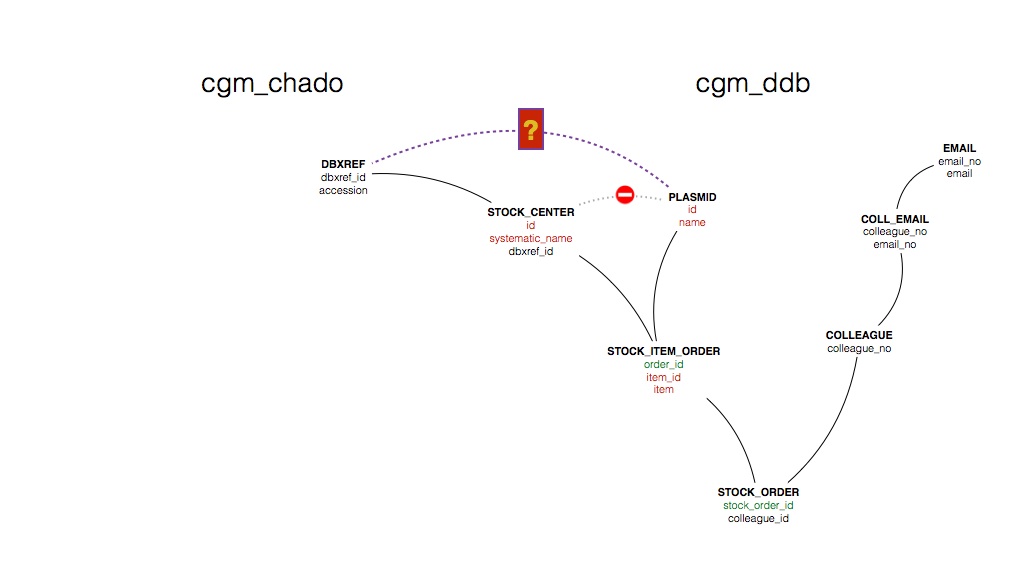 cgm_chado
cgm_ddb
?
DBXREF
dbxref_id
accession
STOCK_CENTER
id
systematic_name
dbxref_id
PLASMID
id
name
EMAIL
email_no
email
COLL_EMAIL
colleague_no
email_no
COLLEAGUE
colleague_no
STOCK_ITEM_ORDER
order_id
item_id
item
STOCK_ORDER
stock_order_id
colleague_id